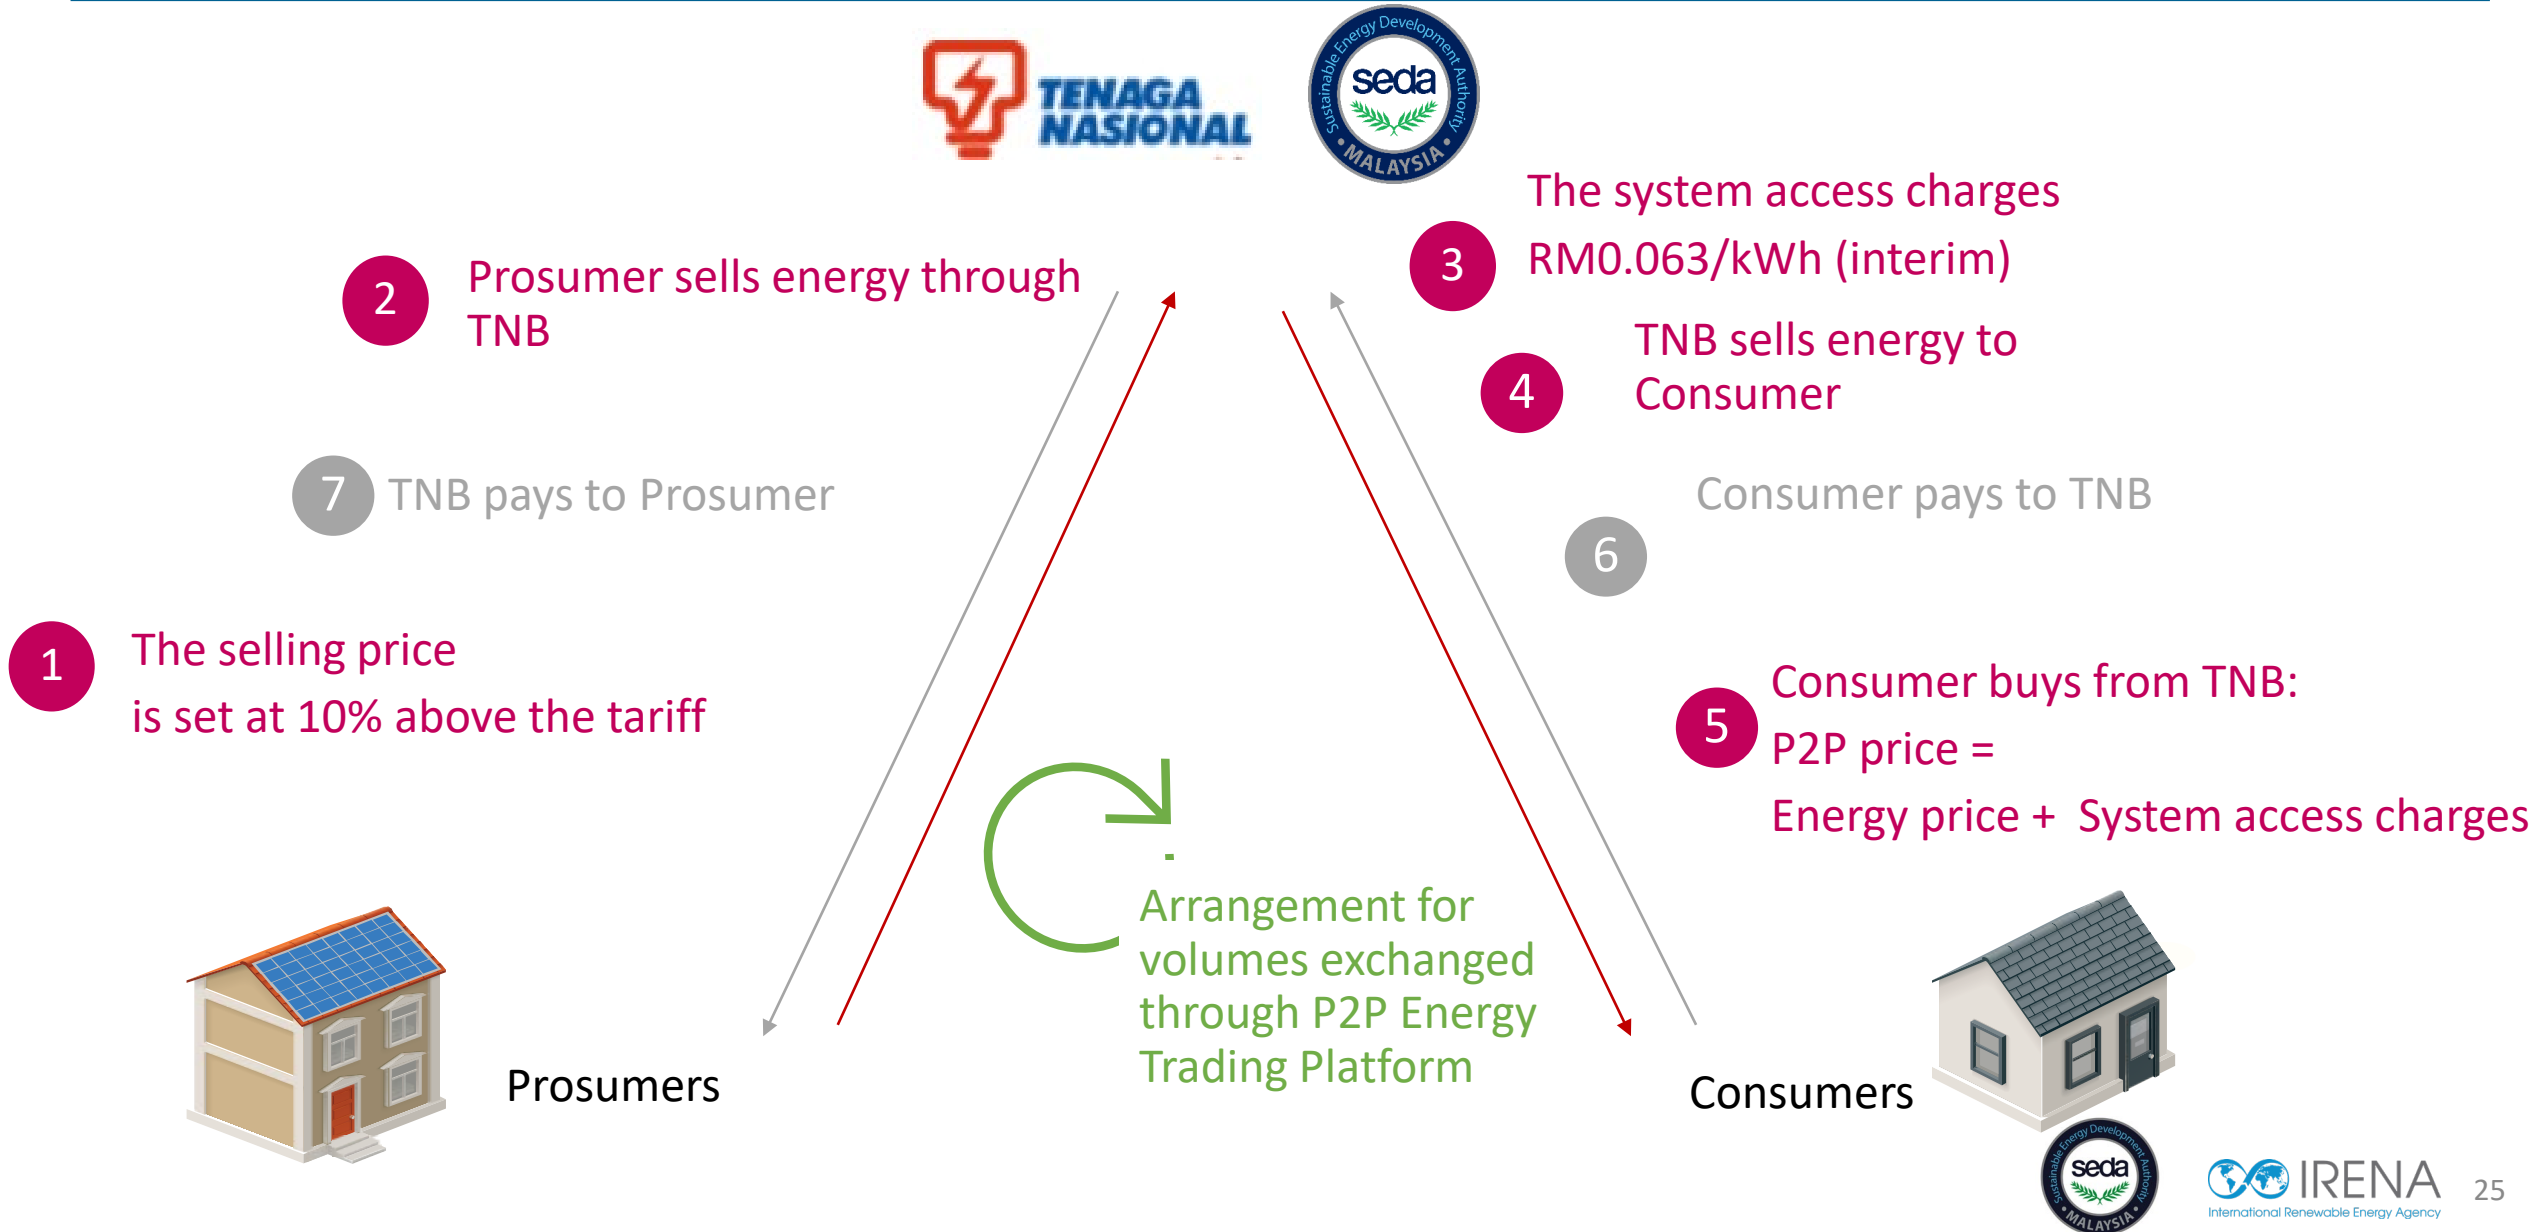 TENAGA
NASIONAL
Sustainable Energy Development Authority
seda
• MALAYSIA •
2
Prosumer sells energy through
TNB
3
The system access charges
RM0.063/kWh (interim)
4
TNB sells energy to
Consumer
7
TNB pays to Prosumer
6
Consumer pays to TNB
1
The selling price
is set at 10% above the tariff
5
Consumer buys from TNB:
P2P price =
Energy price + System access charges
Arrangement for
volumes exchanged
through P2P Energy
Trading Platform
Prosumers
Consumers
Sustainable Energy Development Authority
seda
• MALAYSIA •
IRENA
International Renewable Energy Agency
25